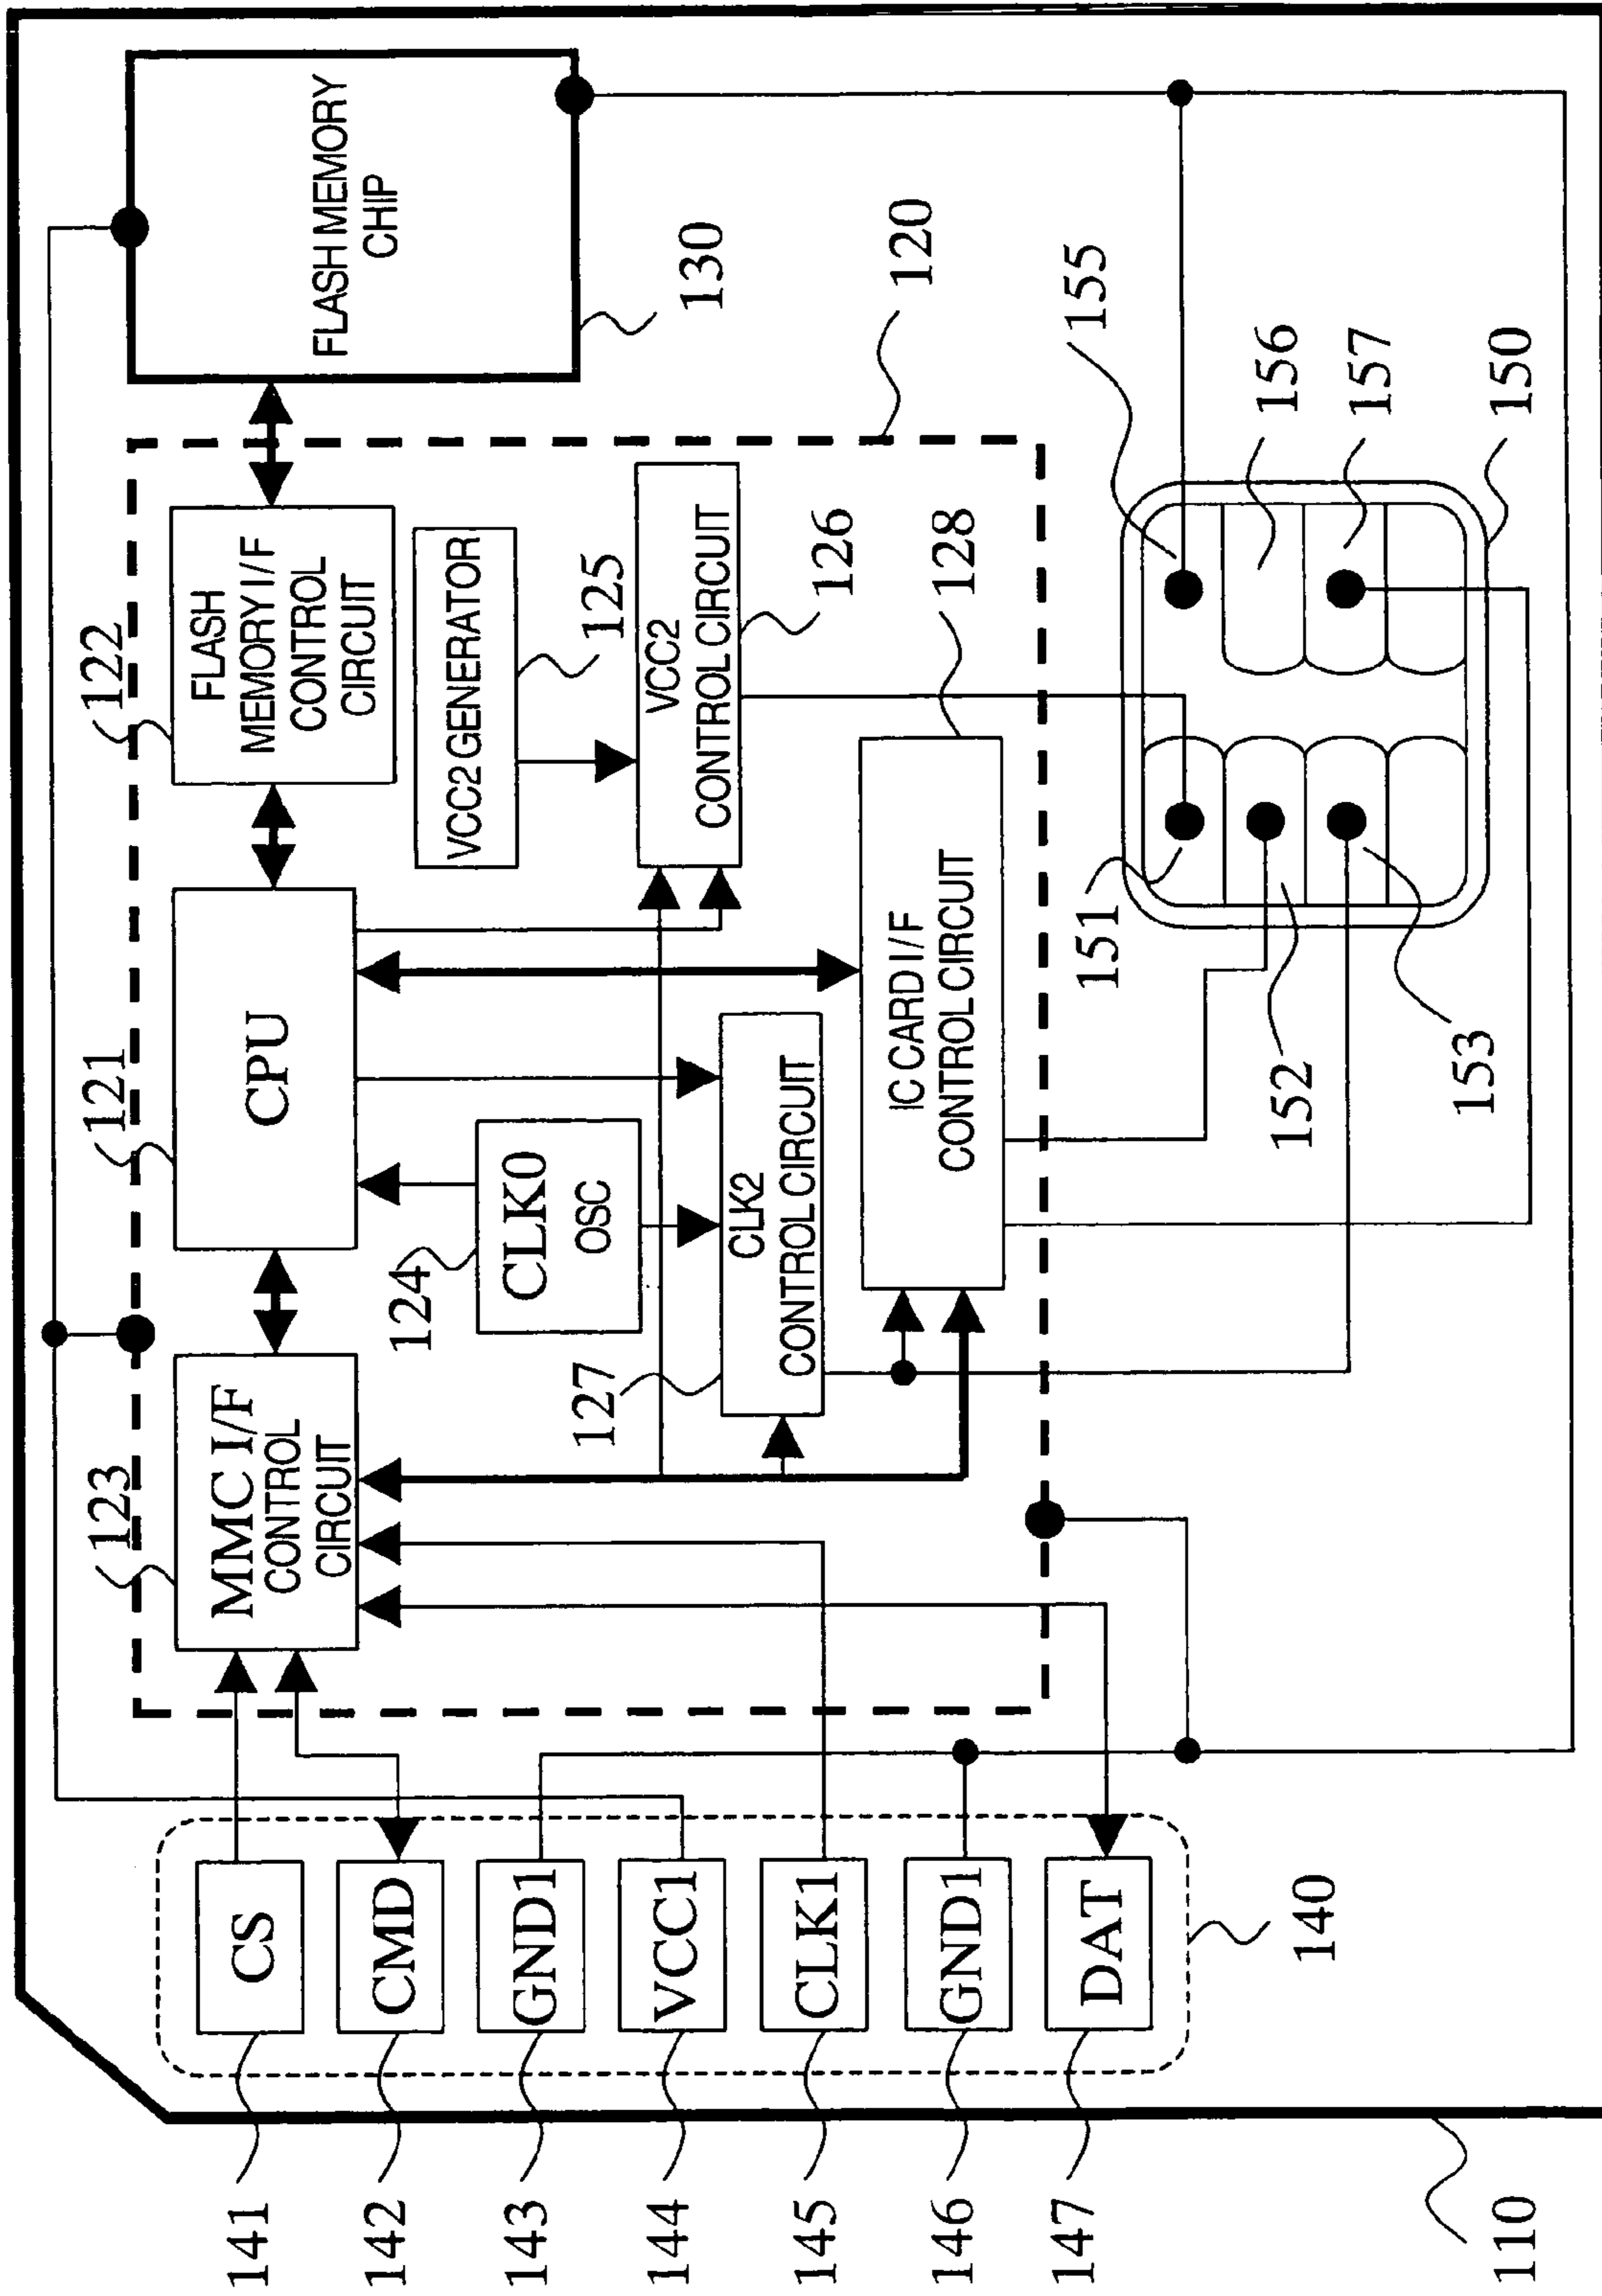 110
141
CS
142
CMD
143
GND1
144
VCC1
145
CLK1
146
GND1
147
DAT
140
123
MMC I/F
CONTROL
CIRCUIT
121
CPU
122
FLASH
MEMORY I/F
CONTROL
CIRCUIT
FLASH MEMORY
CHIP
130
124
CLK0
OSC
VCC2 GENERATOR
125
VCC2
CONTROL CIRCUIT
126
127
CLK2
CONTROL CIRCUIT
IC CARD I/F
CONTROL CIRCUIT
128
120
151
152
153
155
156
157
150